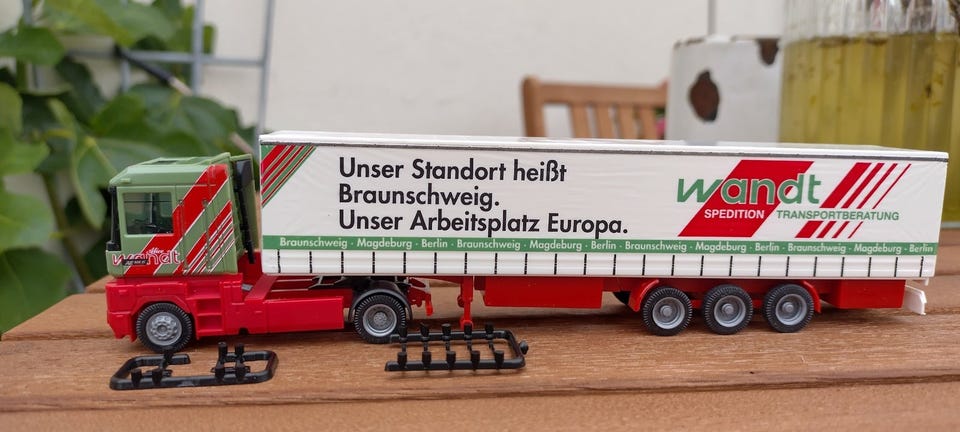 Unser Standort heißt
Braunschweig.
Unser Arbeitsplatz Europa.
wandt
SPEDITION TRANSPORTBERATUNG
Braunschweig - Magdeburg - Berlin - Braunschweig - Magdeburg - Berlin - Braunschweig - Magdeburg - Berlin - Braunschweig - Magdeburg - Berlin
wandt